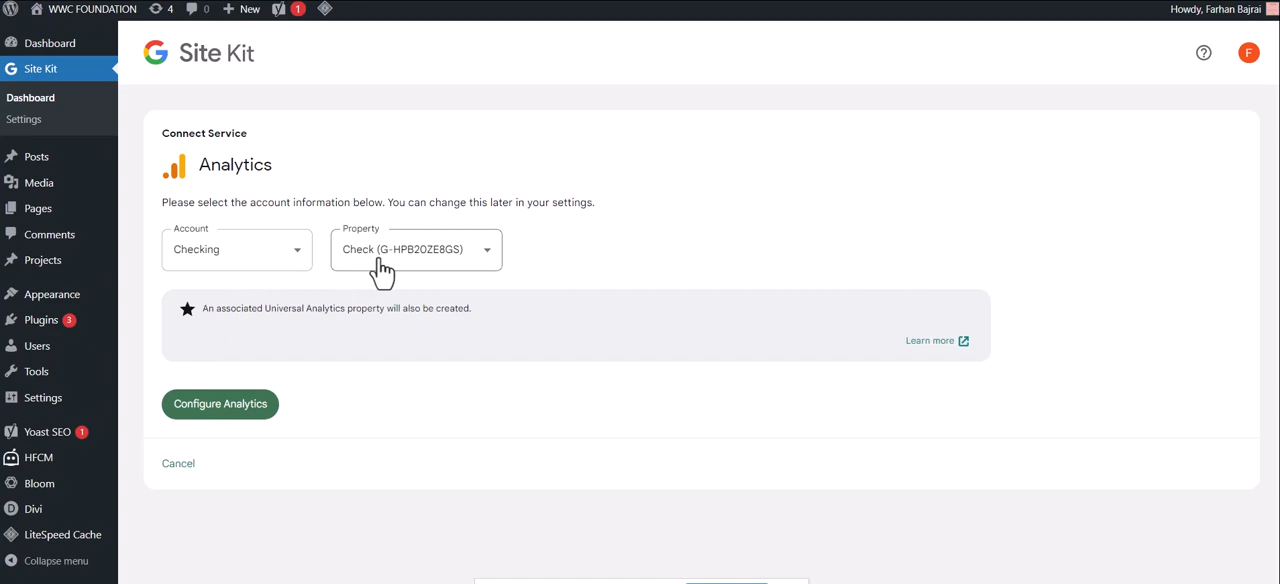 WWC FOUNDATION 4 0 New 1 Howdy, Farhan Bajrai
Dashboard
Site Kit
Dashboard
Settings
Posts
Media
Pages
Comments
Projects
Appearance
Plugins 3
Users
Tools
Settings
Yoast SEO 1
HFCM
Bloom
Divi
LiteSpeed Cache
Collapse menu
Site Kit
F
Connect Service
Analytics
Please select the account information below. You can change this later in your settings.
Account
Checking
Property
Check (G-HPB20ZE8GS)
An associated Universal Analytics property will also be created.
Learn more
Configure Analytics
Cancel